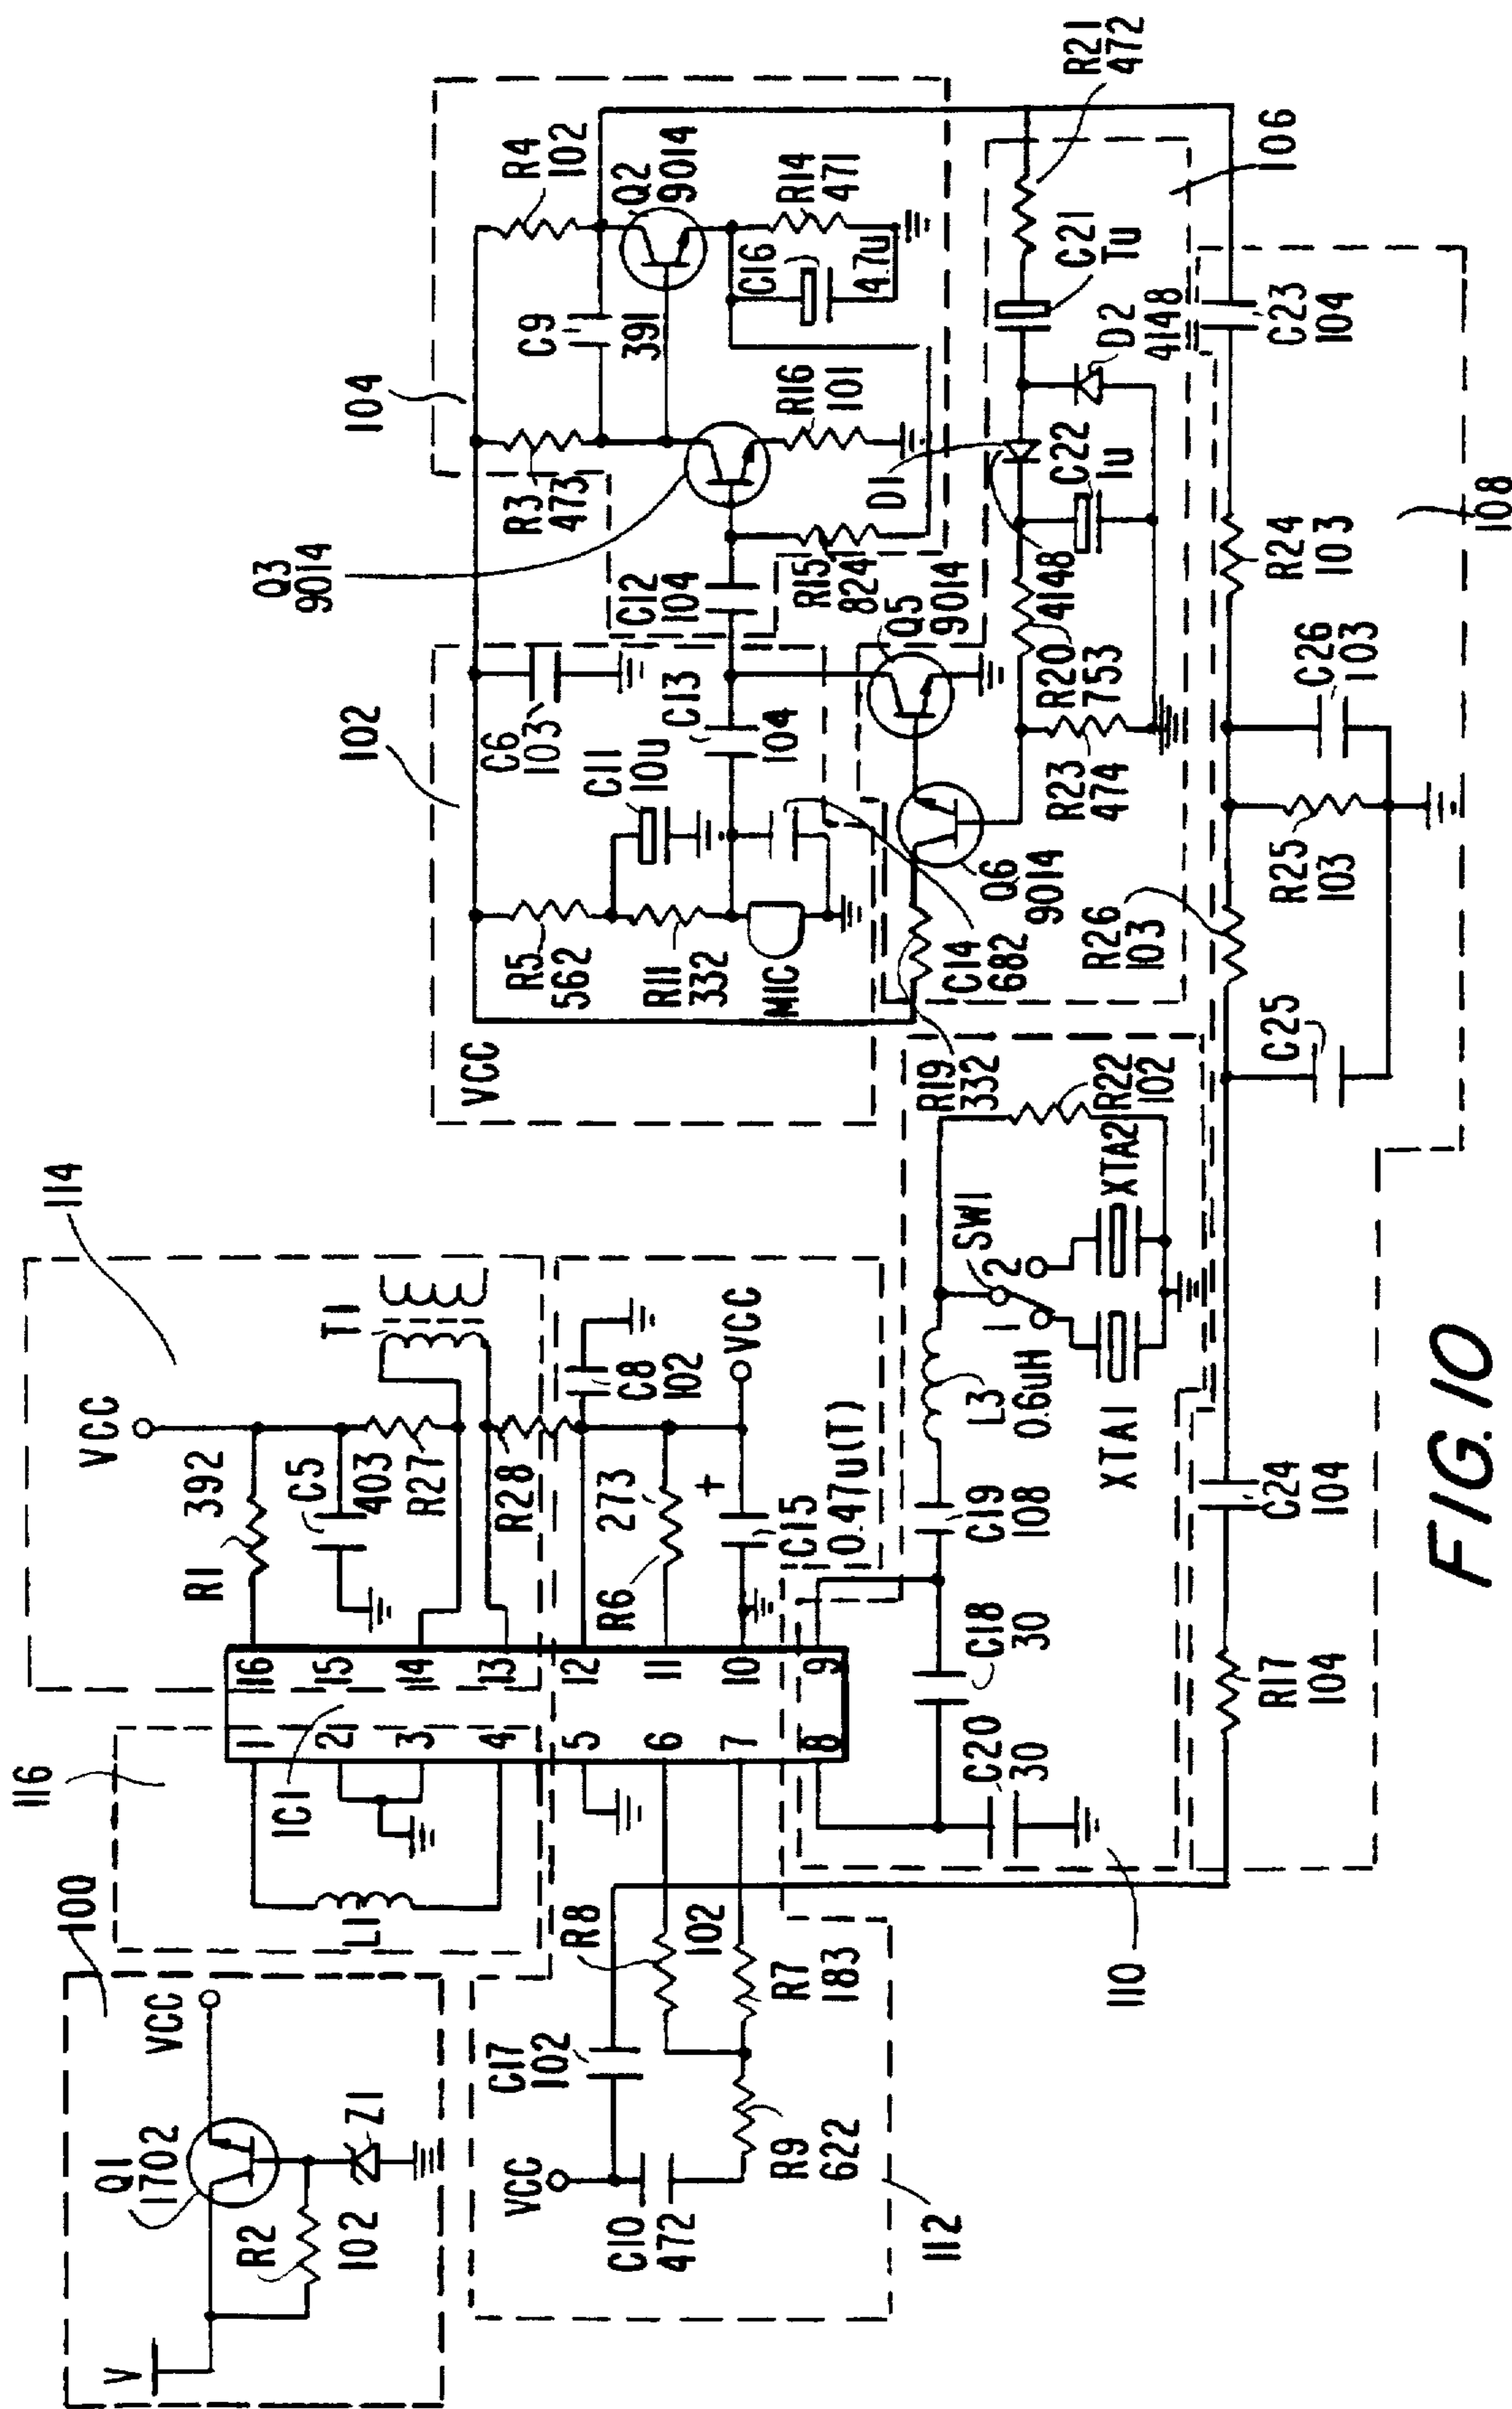 100
V
Q1
1702
VCC
R2
102
Z1
116
1C1
L1
1
2
3
4
5
6
7
8
16
15
14
13
12
11
10
9
114
VCC
R1
392
C5
403
R27
T1
R28
C8
102
R6
273
+
VCC
C15
0.47u(T)
VCC
C17
102
C10
472
R8
102
R7
183
R9
622
112
110
C20
30
C18
30
C19
108
L3
0.6uH
SW1
1
2
XTA1
XTA2
R22
102
R19
332
102
VCC
R5
562
R11
332
MIC
C11
10u
C6
103
C13
104
C14
682
104
Q3
9014
R3
473
C9
391
R4
102
Q2
9014
C16
4.7u
R14
471
R16
101
C12
104
R15
824
Q5
9014
Q6
9014
D1
4148
R20
753
R23
474
C22
1u
D2
4148
C21
1u
R21
472
106
108
R17
104
C24
104
C25
R26
103
R25
103
C26
103
R24
103
C23
104
FIG.10